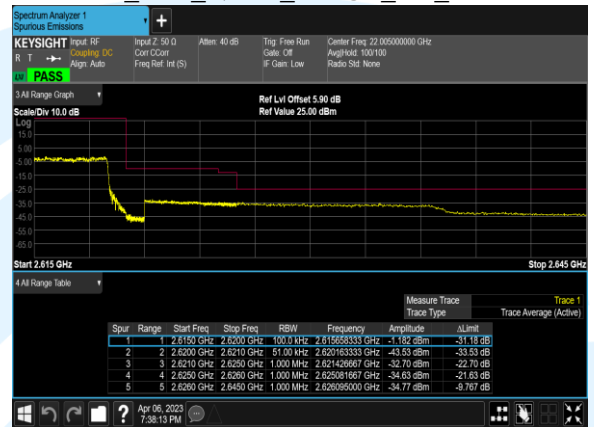 Spectrum Analyzer 1
Spurious Emissions
KEYSIGHT Input: RF Input Z: 50 Ω Atten: 40 dB Trig: Free Run Center Freq: 22.005000000 GHz
R T Coupling: DC Corr CCorr Gate: Off Avg|Hold: 100/100
Align: Auto Freq Ref: Int (S) IF Gain: Low Radio Std: None
LV PASS
3 All Range Graph
Ref Lvl Offset 5.90 dB
Scale/Div 10.0 dB Ref Value 25.00 dBm
Log
15.0
5.00
-5.00
-15.0
-25.0
-35.0
-45.0
-55.0
-65.0
Start 2.615 GHz Stop 2.645 GHz
4 All Range Table
Measure Trace Trace 1
Trace Type Trace Average (Active)
Spur Range Start Freq Stop Freq RBW Frequency Amplitude ΔLimit
1 1 2.6150 GHz 2.6200 GHz 100.0 kHz 2.615658333 GHz -1.182 dBm -31.18 dB
2 2 2.6200 GHz 2.6210 GHz 51.00 kHz 2.620163333 GHz -43.53 dBm -33.53 dB
3 3 2.6210 GHz 2.6250 GHz 1.000 MHz 2.621426667 GHz -32.70 dBm -22.70 dB
4 4 2.6250 GHz 2.6260 GHz 1.000 MHz 2.625081667 GHz -34.63 dBm -21.63 dB
5 5 2.6260 GHz 2.6450 GHz 1.000 MHz 2.626095000 GHz -34.77 dBm -9.767 dB
? Apr 06, 2023
7:38:13 PM